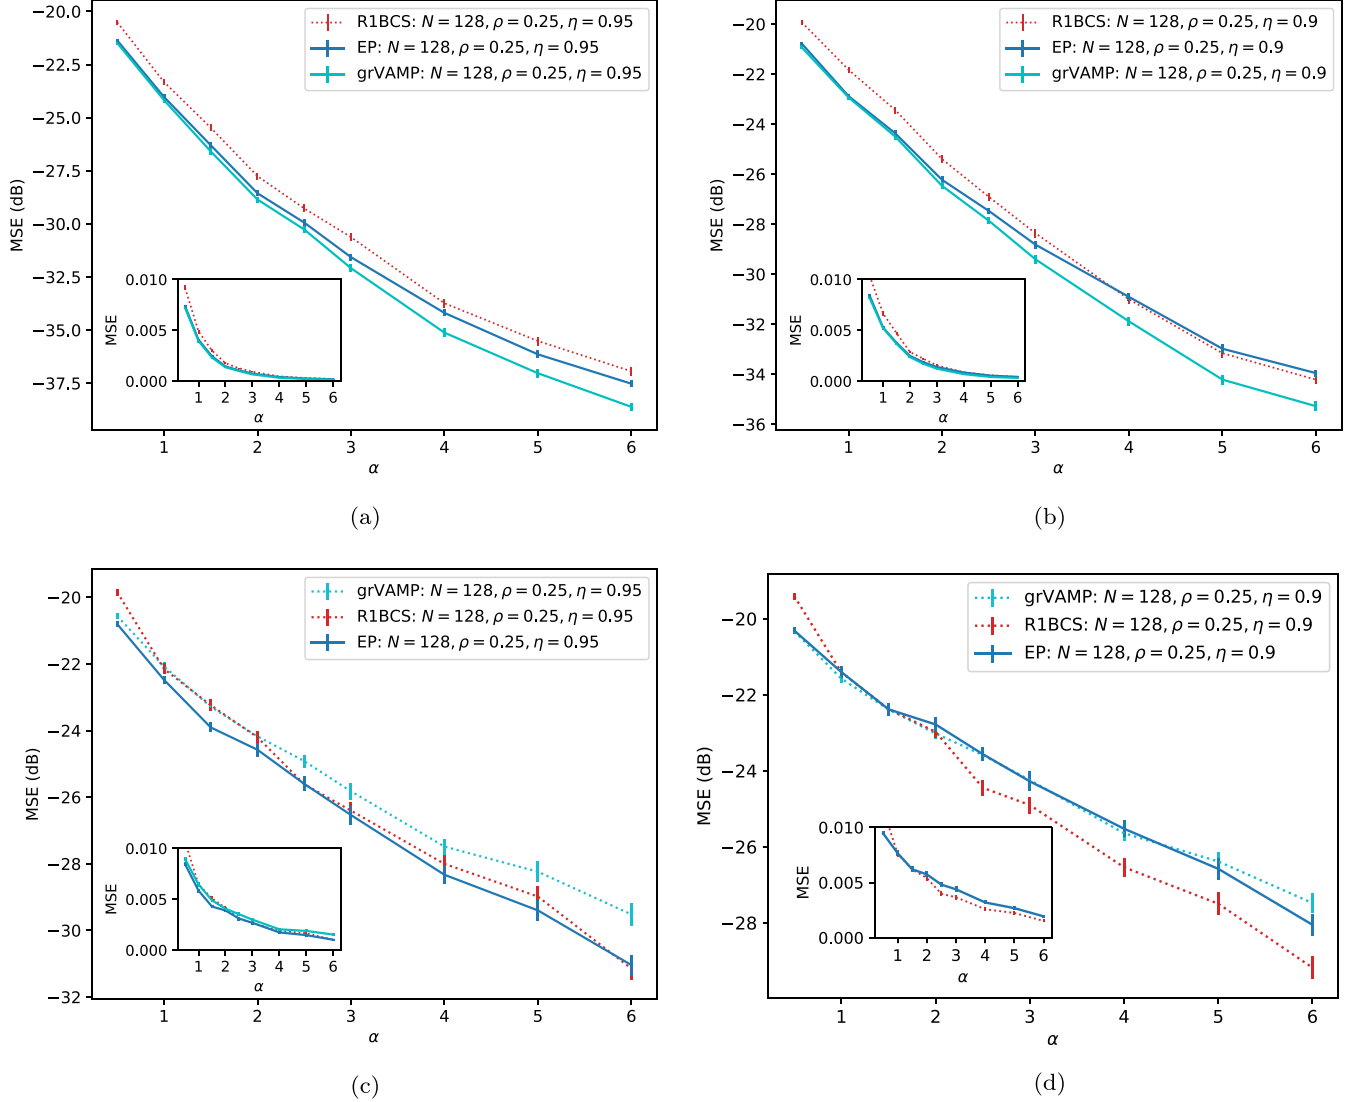 R1BCS: N = 128, ρ = 0.25, η = 0.95
EP: N = 128, ρ = 0.25, η = 0.95
grVAMP: N = 128, ρ = 0.25, η = 0.95
−20.0
−22.5
−25.0
−27.5
−30.0
−32.5
−35.0
−37.5
MSE (dB)
0.010
0.005
0.000
MSE
1 2 3 4 5 6
α
1 2 3 4 5 6
α
(a)
R1BCS: N = 128, ρ = 0.25, η = 0.9
EP: N = 128, ρ = 0.25, η = 0.9
grVAMP: N = 128, ρ = 0.25, η = 0.9
−20
−22
−24
−26
−28
−30
−32
−34
−36
MSE (dB)
0.010
0.005
0.000
MSE
1 2 3 4 5 6
α
1 2 3 4 5 6
α
(b)
grVAMP: N = 128, ρ = 0.25, η = 0.95
R1BCS: N = 128, ρ = 0.25, η = 0.95
EP: N = 128, ρ = 0.25, η = 0.95
−20
−22
−24
−26
−28
−30
−32
MSE (dB)
0.010
0.005
0.000
MSE
1 2 3 4 5 6
α
1 2 3 4 5 6
α
(c)
grVAMP: N = 128, ρ = 0.25, η = 0.9
R1BCS: N = 128, ρ = 0.25, η = 0.9
EP: N = 128, ρ = 0.25, η = 0.9
−20
−22
−24
−26
−28
MSE (dB)
0.010
0.005
0.000
MSE
1 2 3 4 5 6
α
1 2 3 4 5 6
α
(d)